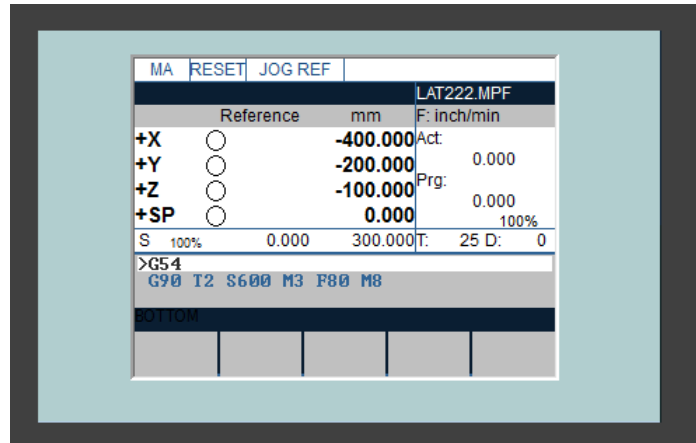 MA RESET JOG REF
LAT222.MPF
Reference mm F: inch/min
+X -400.000 Act:
+Y -200.000 0.000
+Z -100.000 Prg:
+SP 0.000 0.000
100%
S 100% 0.000 300.000 T: 25 D: 0
>G54
G90 T2 S600 M3 F80 M8
BOTTOM